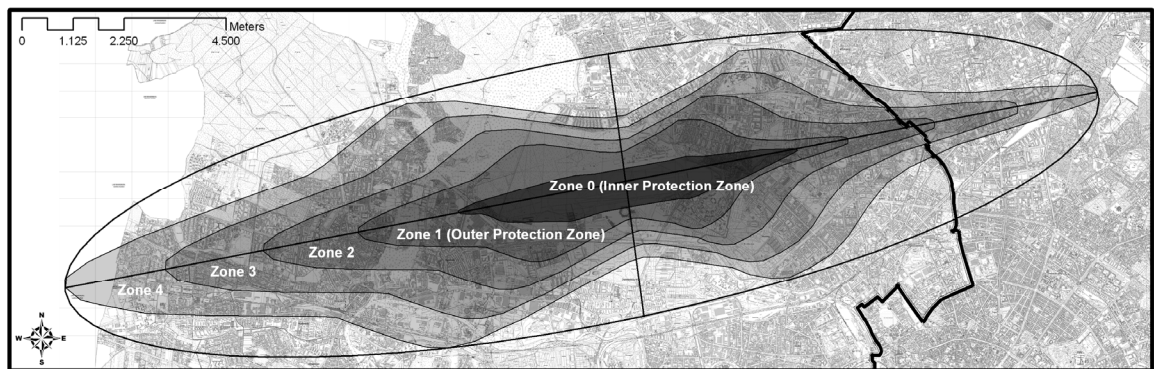 Meters
0 1.125 2.250 4.500
Zone 0 (Inner Protection Zone)
Zone 1 (Outer Protection Zone)
Zone 2
Zone 3
Zone 4
N
W E
S